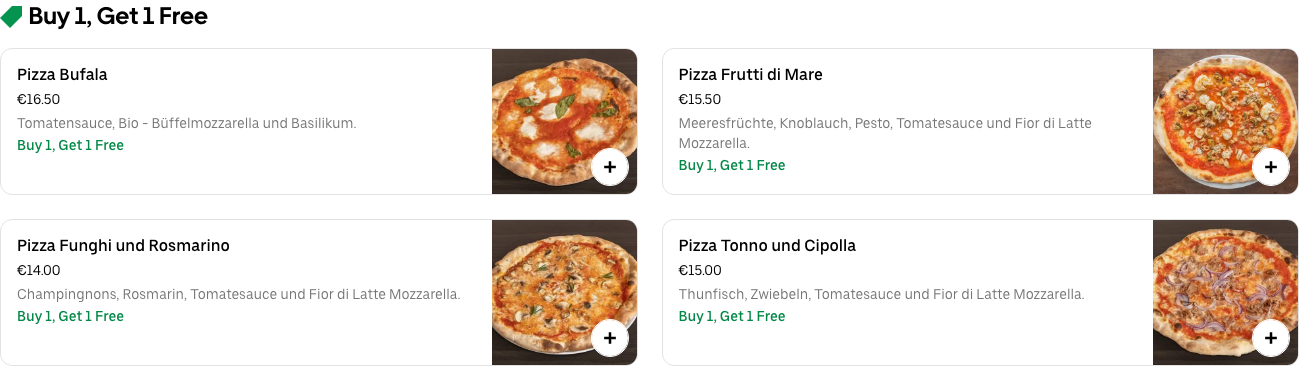 Buy 1, Get 1 Free
Pizza Bufala
€16.50
Tomatensauce, Bio - Büffelmozzarella und Basilikum.
Buy 1, Get 1 Free
Pizza Frutti di Mare
€15.50
Meeresfrüchte, Knoblauch, Pesto, Tomatesauce und Fior di Latte
Mozzarella.
Buy 1, Get 1 Free
Pizza Funghi und Rosmarino
€14.00
Champingnons, Rosmarin, Tomatesauce und Fior di Latte Mozzarella.
Buy 1, Get 1 Free
Pizza Tonno und Cipolla
€15.00
Thunfisch, Zwiebeln, Tomatesauce und Fior di Latte Mozzarella.
Buy 1, Get 1 Free